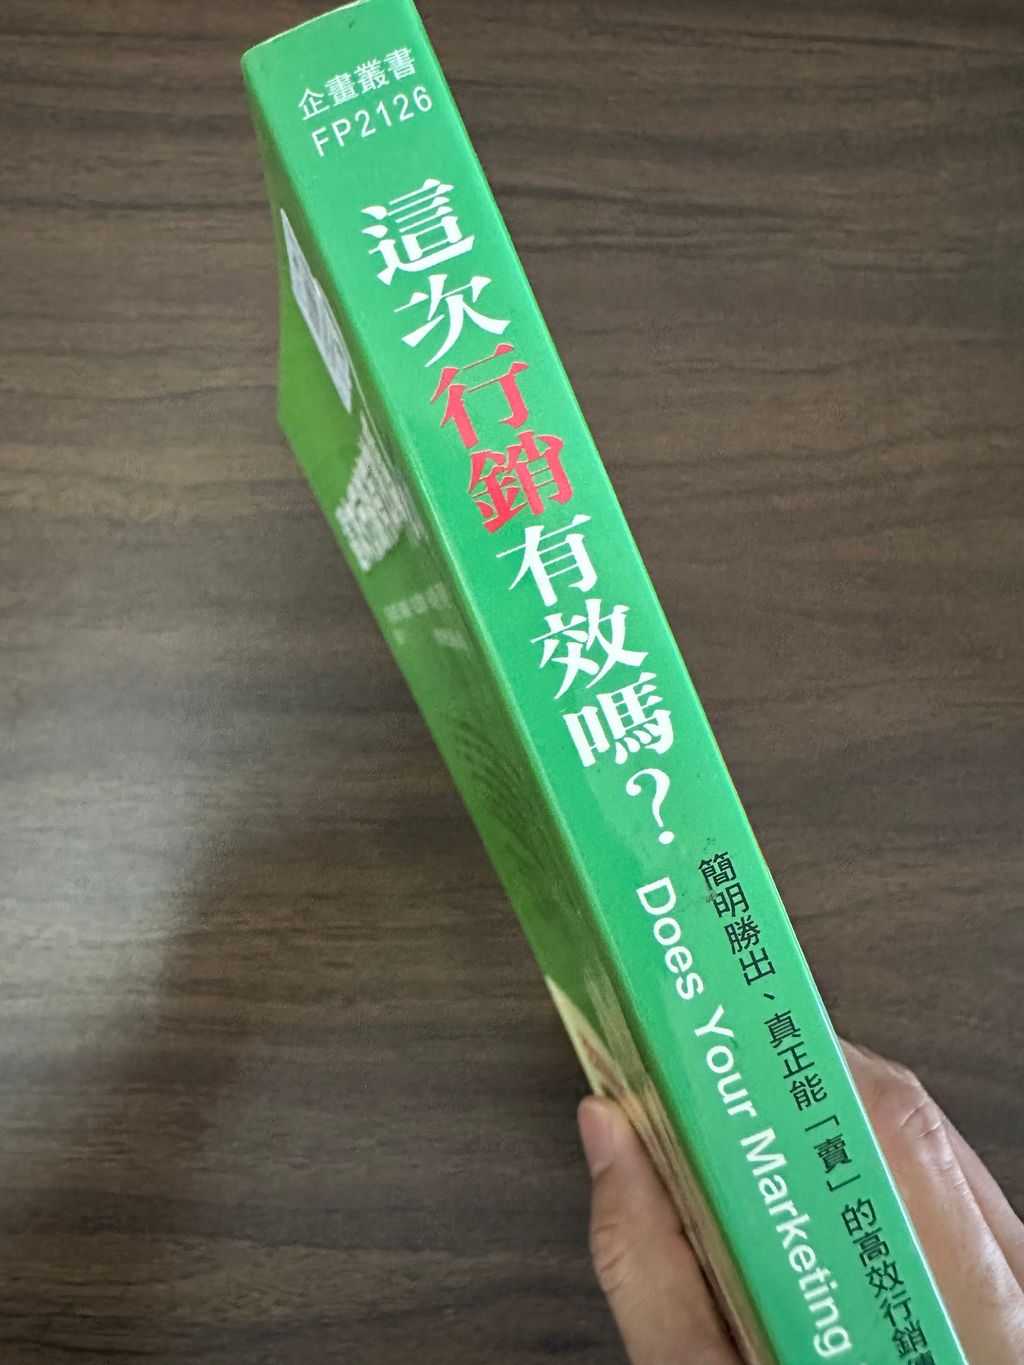 企畫叢書
FP2126
這次行銷有效嗎?
Does Your Marketing
簡明勝出、真正能「賣」的高效行銷